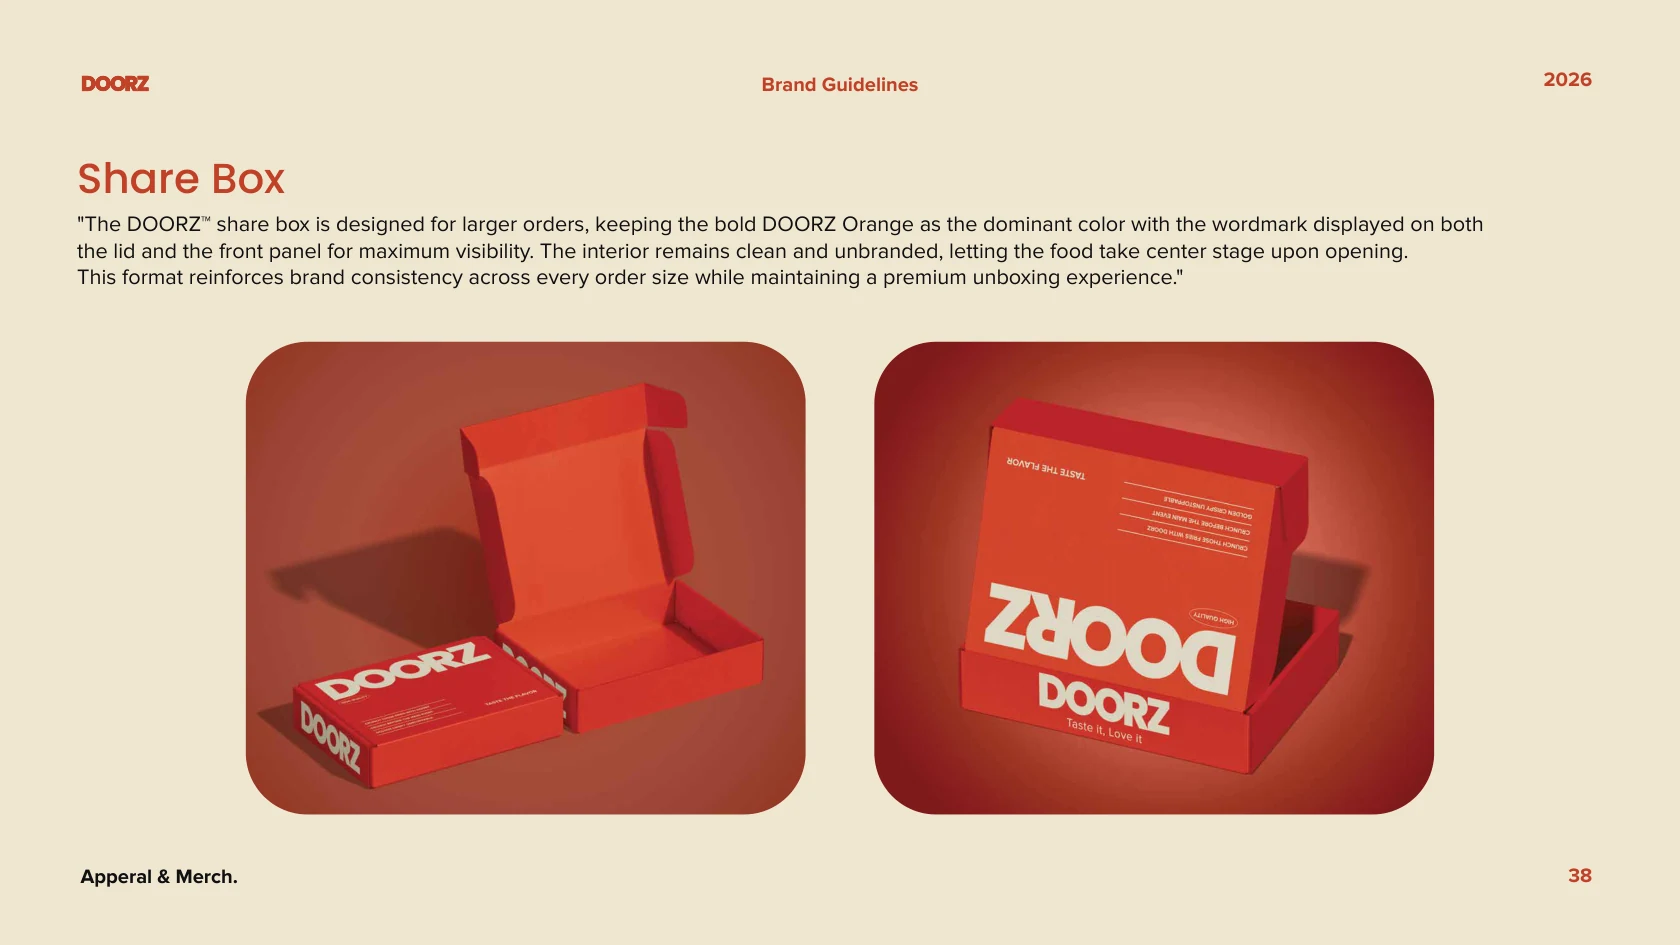 DOORZ
Brand Guidelines
2026
Share Box
"The DOORZ™ share box is designed for larger orders, keeping the bold DOORZ Orange as the dominant color with the wordmark displayed on both
the lid and the front panel for maximum visibility. The interior remains clean and unbranded, letting the food take center stage upon opening.
This format reinforces brand consistency across every order size while maintaining a premium unboxing experience."
DOORZ
TASTE THE FLAVOR
DOORZ
DOORZ
TASTE THE FLAVOR
GOLDEN CRISPY UNSTOPPABLE
CRUNCH BEFORE THE MAIN EVENT
CRUNCH THOSE FRIES WITH DOORZ
HIGH QUALITY
DOORZ
DOORZ
Taste it, Love it
Apperal & Merch.
38